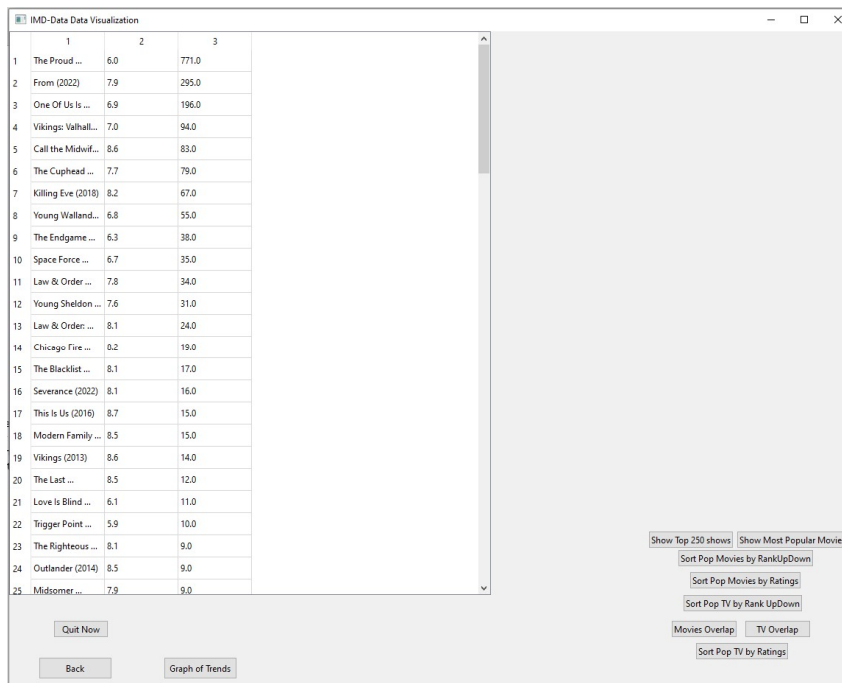 IMD-Data Data Visualization
1 2 3
1 The Proud ... 6.0 771.0
2 From (2022) 7.9 295.0
3 One Of Us Is ... 6.9 196.0
4 Vikings: Valhall... 7.0 94.0
5 Call the Midwif... 8.6 83.0
6 The Cuphead ... 7.7 79.0
7 Killing Eve (2018) 8.2 67.0
8 Young Walland... 6.8 55.0
9 The Endgame ... 6.3 38.0
10 Space Force ... 6.7 35.0
11 Law & Order ... 7.8 34.0
12 Young Sheldon ... 7.6 31.0
13 Law & Order: ... 8.1 24.0
14 Chicago Fire ... 8.2 19.0
15 The Blacklist ... 8.1 17.0
16 Severance (2022) 8.1 16.0
17 This Is Us (2016) 8.7 15.0
18 Modern Family ... 8.5 15.0
19 Vikings (2013) 8.6 14.0
20 The Last ... 8.5 12.0
21 Love Is Blind ... 6.1 11.0
22 Trigger Point ... 5.9 10.0
23 The Righteous ... 8.1 9.0
24 Outlander (2014) 8.5 9.0
25 Midsomer ... 7.9 9.0
Show Top 250 shows Show Most Popular Movie
Sort Pop Movies by RankUpDown
Sort Pop Movies by Ratings
Sort Pop TV by Rank UpDown
Quit Now Movies Overlap TV Overlap
Sort Pop TV by Ratings
Back Graph of Trends